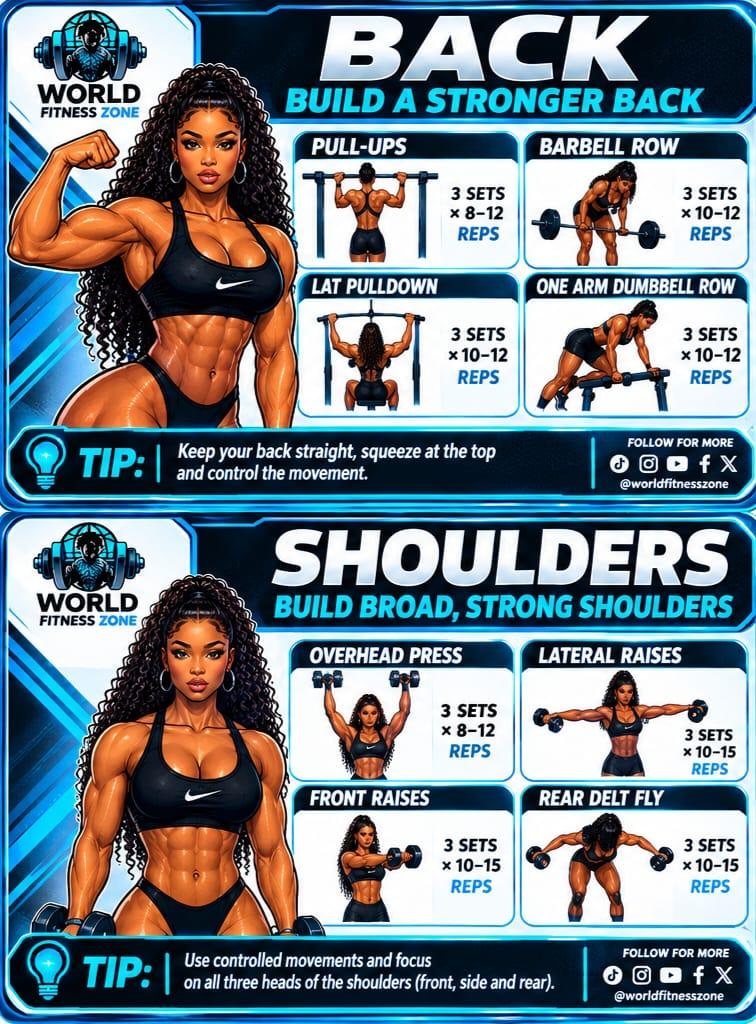 WORLD
FITNESS ZONE
BACK
BUILD A STRONGER BACK
PULL-UPS
3 SETS
× 8–12
REPS
BARBELL ROW
3 SETS
× 10–12
REPS
LAT PULLDOWN
3 SETS
× 10–12
REPS
ONE ARM DUMBBELL ROW
3 SETS
× 10–12
REPS
TIP:
Keep your back straight, squeeze at the top
and control the movement.
FOLLOW FOR MORE
@worldfitnesszone
WORLD
FITNESS ZONE
SHOULDERS
BUILD BROAD, STRONG SHOULDERS
OVERHEAD PRESS
3 SETS
× 8–12
REPS
LATERAL RAISES
3 SETS
× 10–15
REPS
FRONT RAISES
3 SETS
× 10–15
REPS
REAR DELT FLY
3 SETS
× 10–15
REPS
TIP:
Use controlled movements and focus
on all three heads of the shoulders (front, side and rear).
FOLLOW FOR MORE
@worldfitnesszone